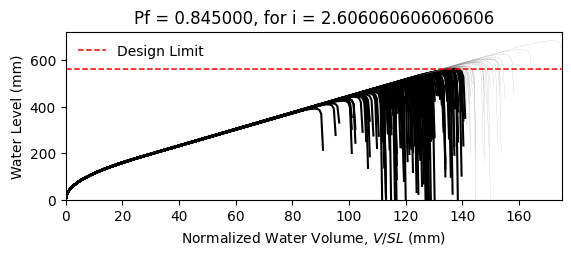 Pf = 0.845000, for i = 2.606060606060606
Design Limit
Water Level (mm)
600
400
200
0
0 20 40 60 80 100 120 140 160
Normalized Water Volume, V/SL (mm)